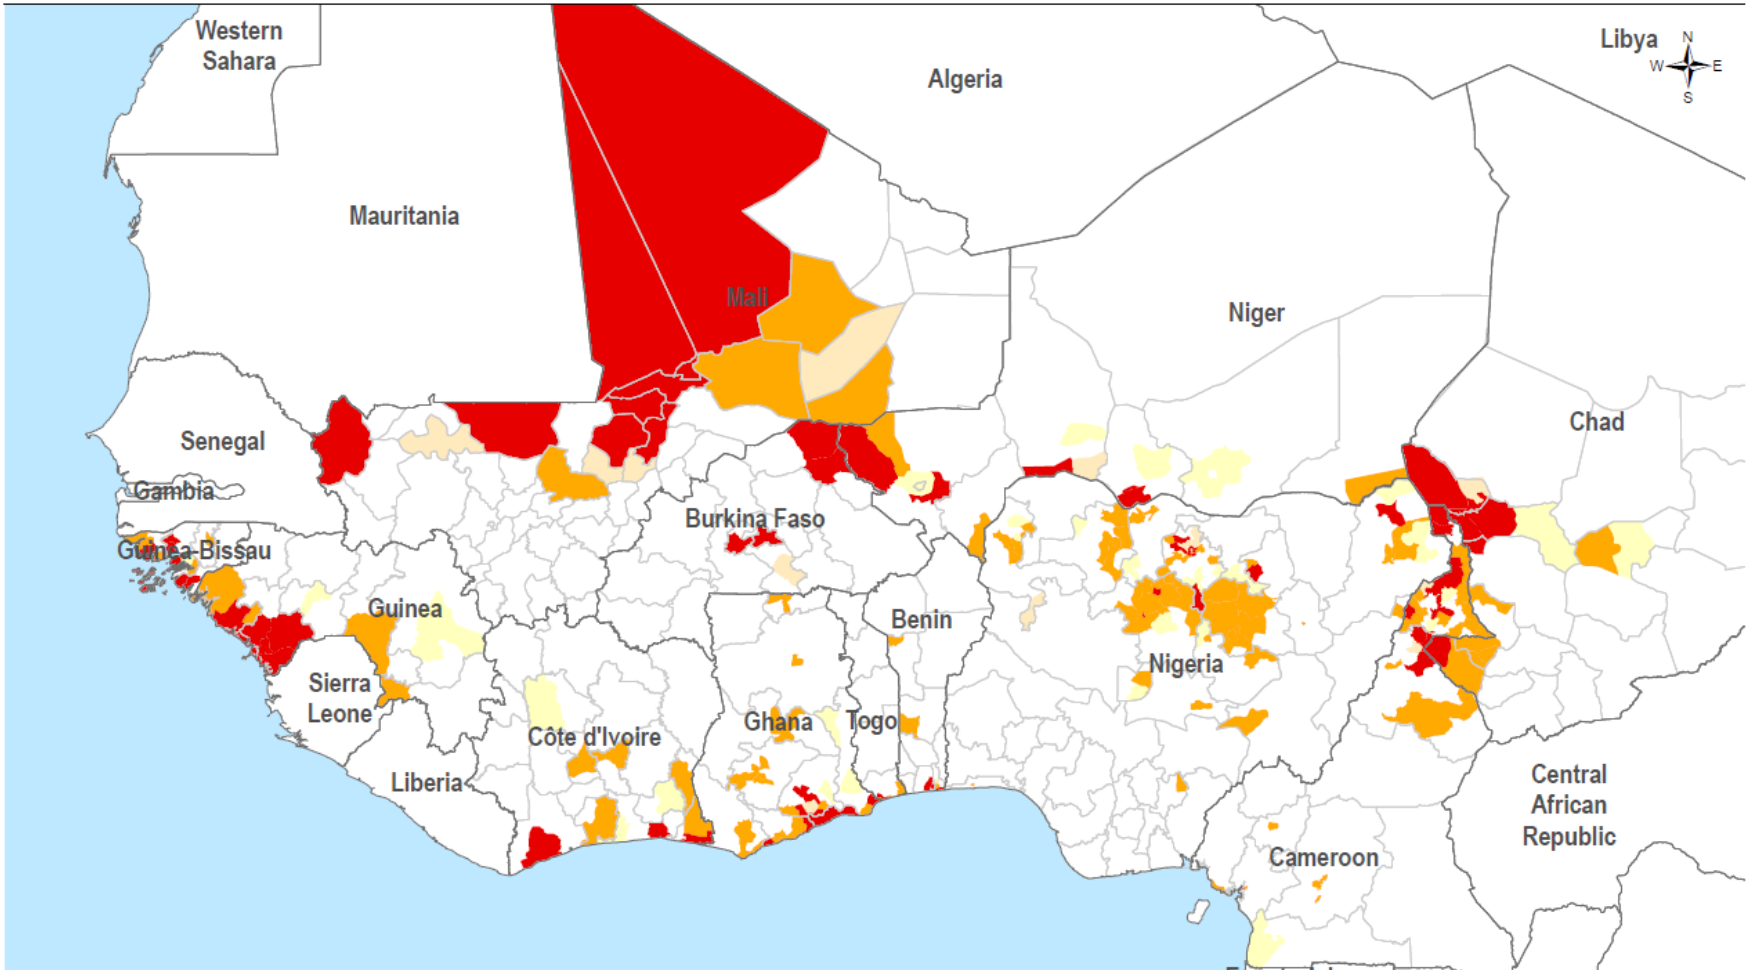 Western
Sahara
Algeria
Libya
N
W
E
S
Mauritania
Mali
Niger
Chad
Senegal
Gambia
Burkina Faso
Guinea-Bissau
Guinea
Benin
Nigeria
Sierra
Leone
Côte d'Ivoire
Ghana
Togo
Liberia
Central
African
Republic
Cameroon